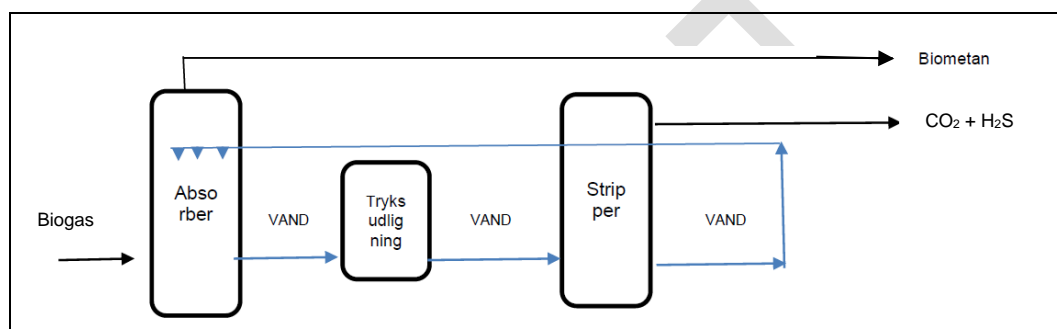 Biometan
CO₂ + H₂S
Abso
rber
Tryks
udlig
ning
Strip
per
Biogas
VAND
VAND
VAND